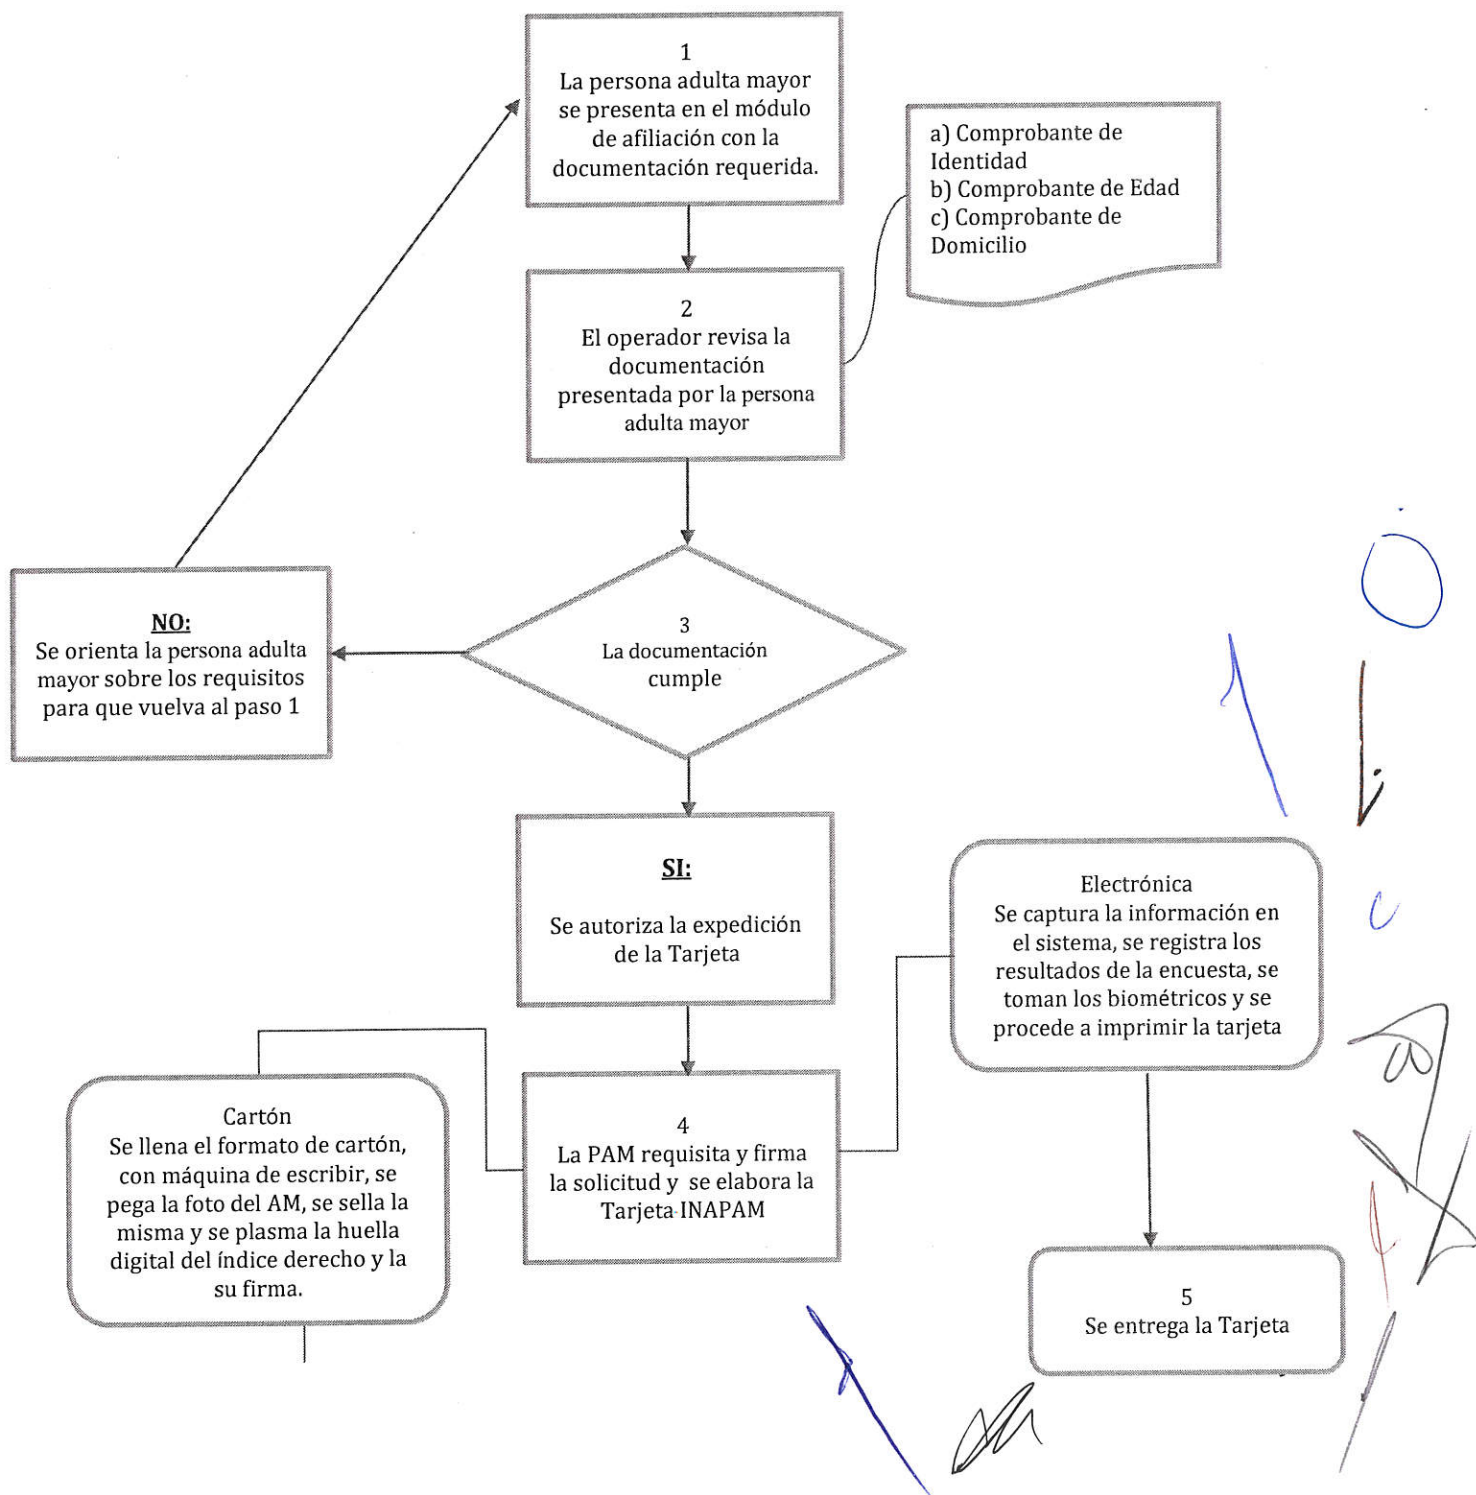 1
La persona adulta mayor
se presenta en el módulo
de afiliación con la
documentación requerida.
a) Comprobante de
Identidad
b) Comprobante de Edad
c) Comprobante de
Domicilio
2
El operador revisa la
documentación
presentada por la persona
adulta mayor
3
La documentación
cumple
NO:
Se orienta la persona adulta
mayor sobre los requisitos
para que vuelva al paso 1
SI:
Se autoriza la expedición
de la Tarjeta
Electrónica
Se captura la información en
el sistema, se registra los
resultados de la encuesta, se
toman los biométricos y se
procede a imprimir la tarjeta
4
La PAM requisita y firma
la solicitud y se elabora la
Tarjeta INAPAM
Cartón
Se llena el formato de cartón,
con máquina de escribir, se
pega la foto del AM, se sella la
misma y se plasma la huella
digital del índice derecho y la
su firma.
5
Se entrega la Tarjeta